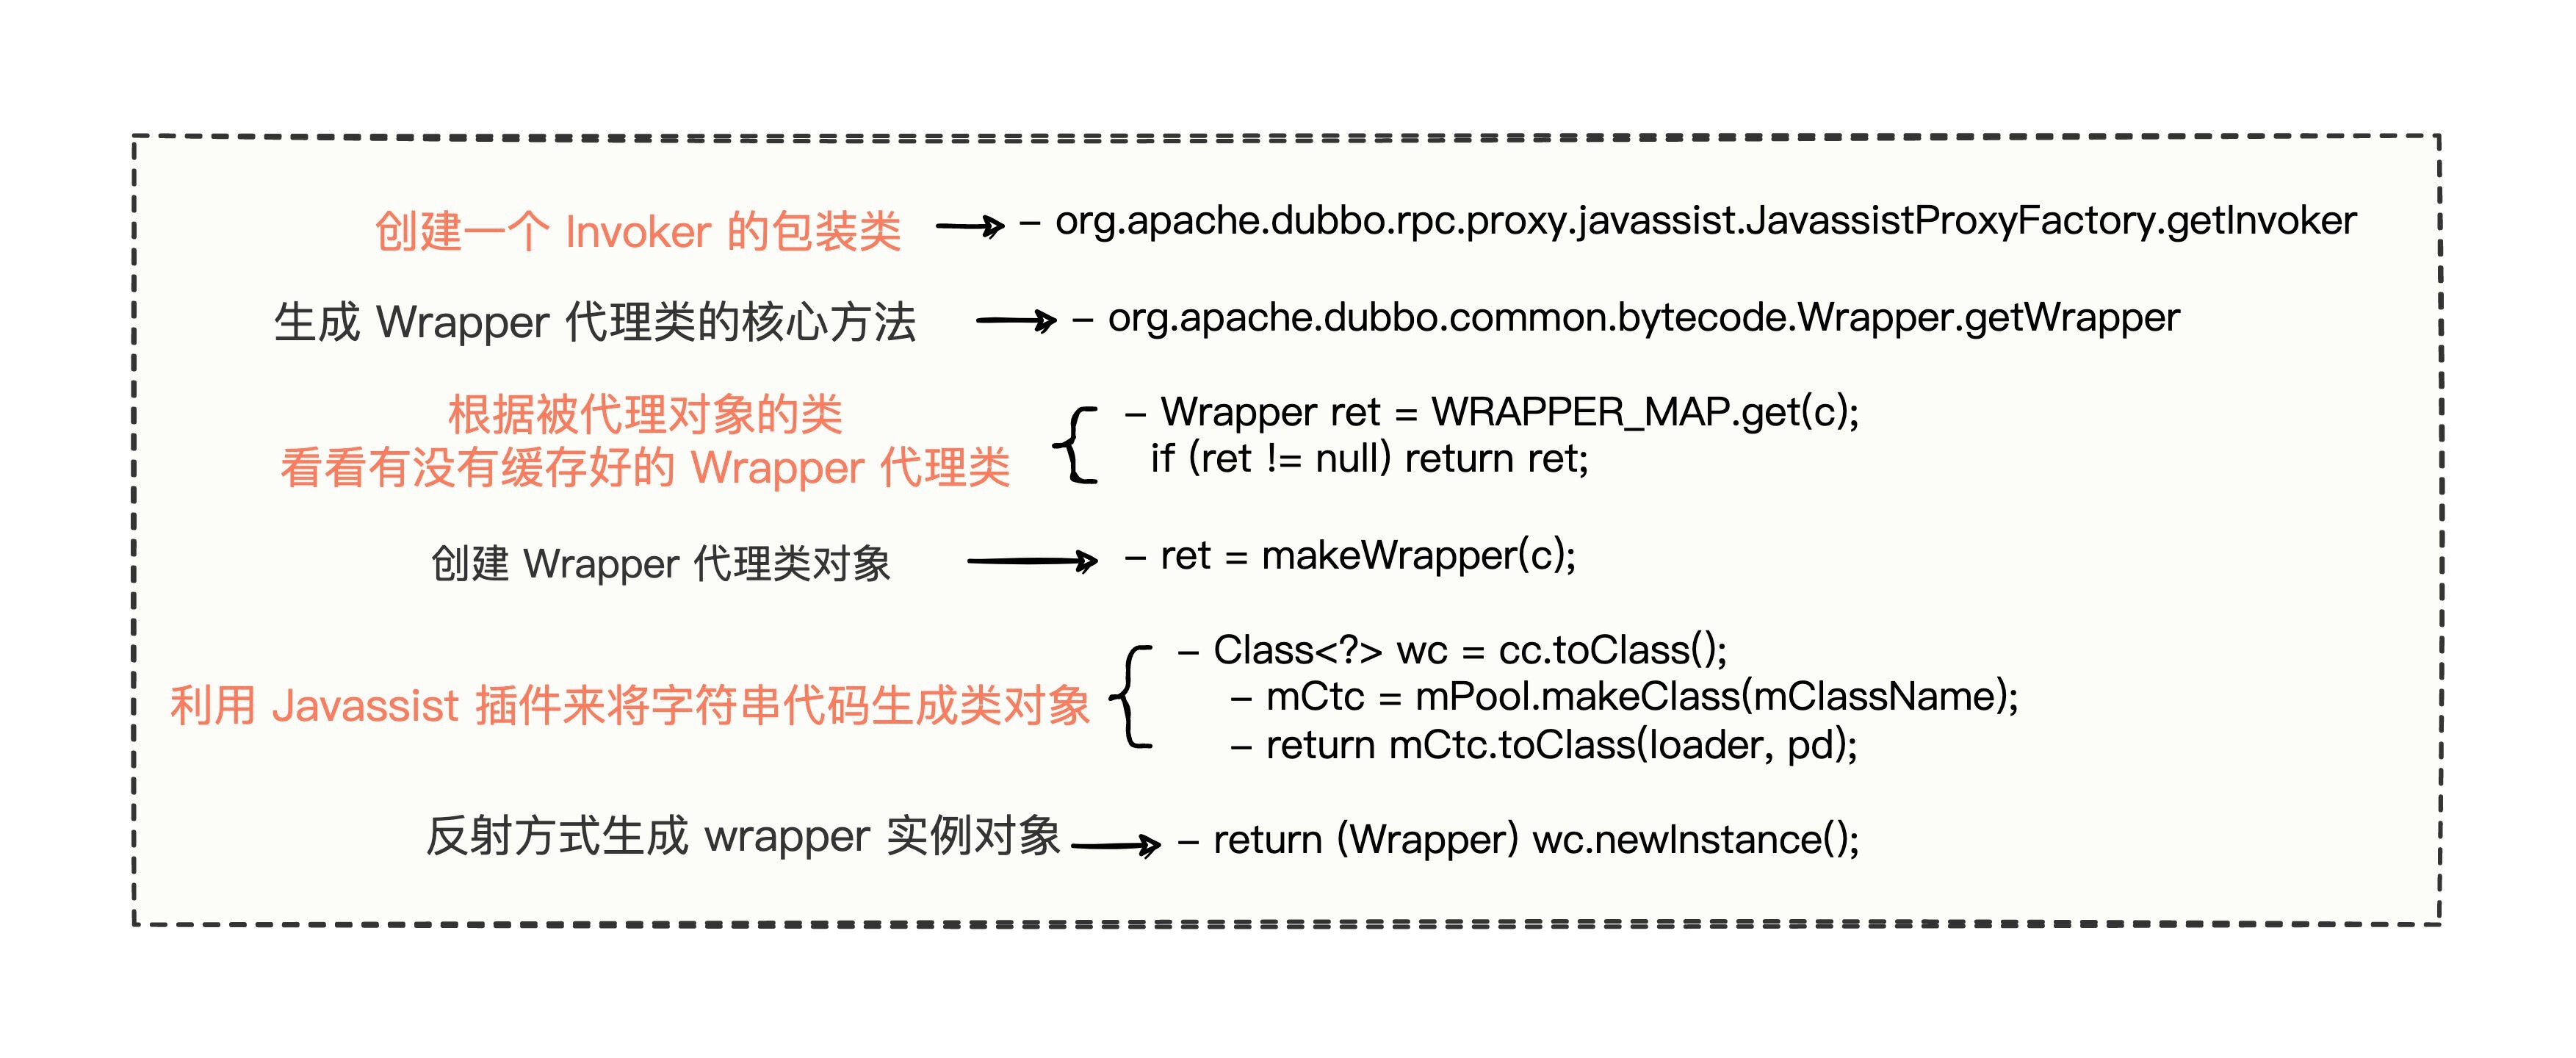 创建一个 Invoker 的包装类 – org.apache.dubbo.rpc.proxy.javassist.JavassistProxyFactory.getInvoker
生成 Wrapper 代理类的核心方法 – org.apache.dubbo.common.bytecode.Wrapper.getWrapper
根据被代理对象的类
看看有没有缓存好的 Wrapper 代理类
– Wrapper ret = WRAPPER_MAP.get(c);
if (ret != null) return ret;
创建 Wrapper 代理类对象 – ret = makeWrapper(c);
利用 Javassist 插件来将字符串代码生成类对象
– Class<?> wc = cc.toClass();
– mCtc = mPool.makeClass(mClassName);
– return mCtc.toClass(loader, pd);
反射方式生成 wrapper 实例对象 – return (Wrapper) wc.newInstance();